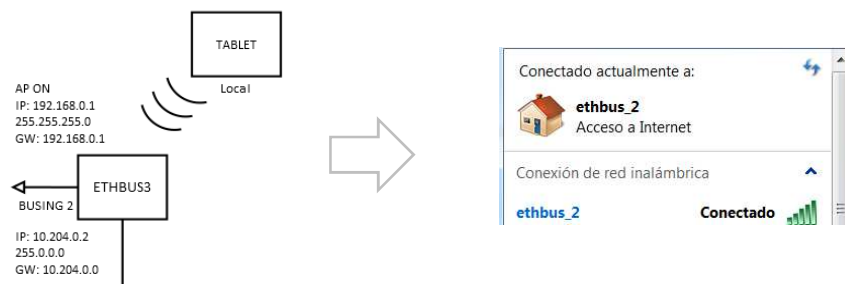 TABLET
Local
AP ON
IP: 192.168.0.1
255.255.255.0
GW: 192.168.0.1
ETHBUS3
BUSING 2
IP: 10.204.0.2
255.0.0.0
GW: 10.204.0.0
Conectado actualmente a:
ethbus_2
Acceso a Internet
Conexión de red inalámbrica
ethbus_2 Conectado